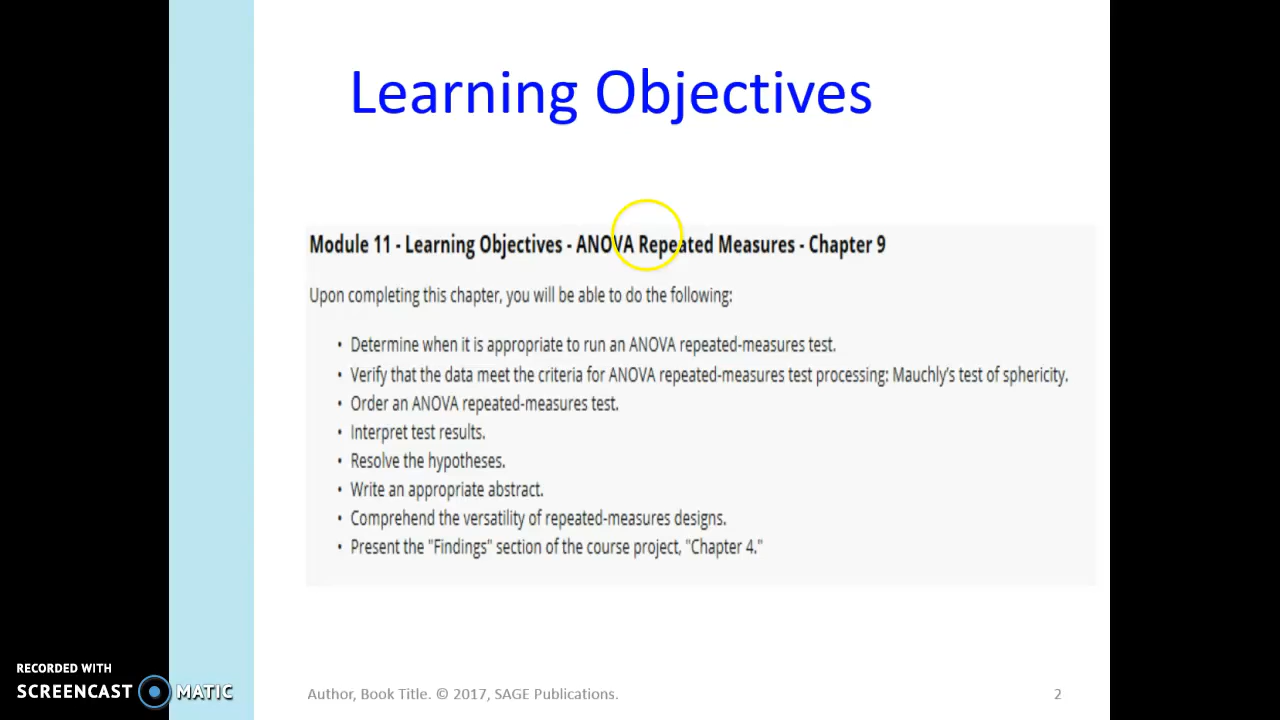 Learning Objectives
Module 11 - Learning Objectives - ANOVA Repeated Measures - Chapter 9
Upon completing this chapter, you will be able to do the following:
• Determine when it is appropriate to run an ANOVA repeated-measures test.
• Verify that the data meet the criteria for ANOVA repeated-measures test processing: Mauchly's test of sphericity.
• Order an ANOVA repeated-measures test.
• Interpret test results.
• Resolve the hypotheses.
• Write an appropriate abstract.
• Comprehend the versatility of repeated-measures designs.
• Present the "Findings" section of the course project, "Chapter 4."
RECORDED WITH
SCREENCAST MATIC
Author, Book Title. © 2017, SAGE Publications.
2